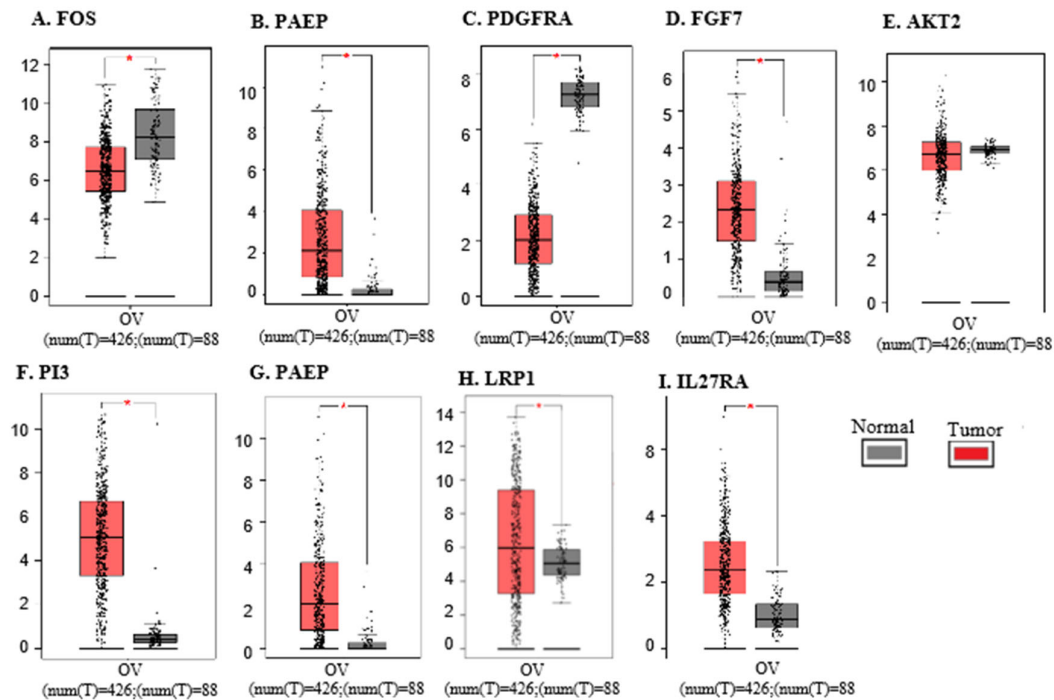 A. FOS
B. PAEP
C. PDGFRA
D. FGF7
E. AKT2
*
12
10
8
6
4
2
0
OV
(num(T)=426;(num(T)=88
*
10
8
6
4
2
0
OV
(num(T)=426;(num(T)=88
*
8
6
4
2
0
OV
(num(T)=426;(num(T)=88
*
6
5
4
3
2
1
0
OV
(num(T)=426;(num(T)=88
10
8
6
4
2
0
OV
(num(T)=426;(num(T)=88
F. PI3
G. PAEP
H. LRP1
I. IL27RA
*
10
8
6
4
2
0
OV
(num(T)=426;(num(T)=88
*
10
8
6
4
2
0
OV
(num(T)=426;(num(T)=88
*
14
12
10
8
6
4
2
0
OV
(num(T)=426;(num(T)=88
*
8
4
2
0
OV
(num(T)=426;(num(T)=88
Normal
Tumor